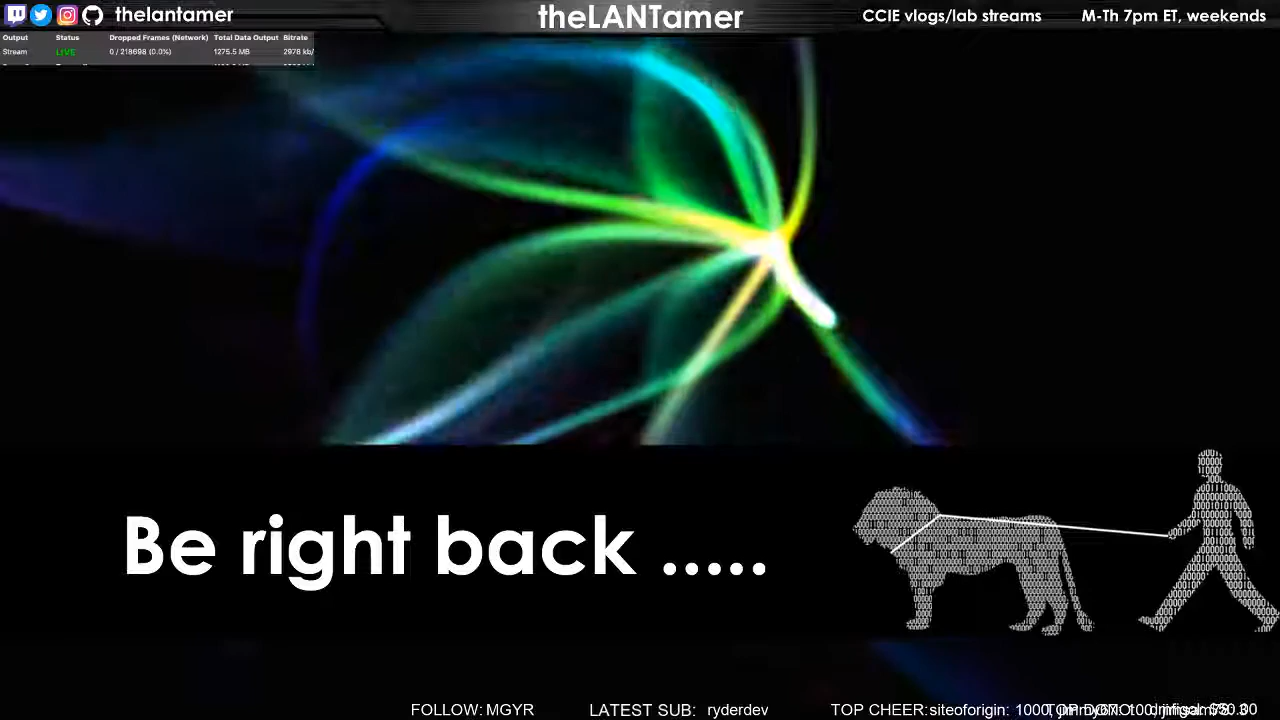 thelantamer
theLANTamer
CCIE vlogs/lab streams
M-Th 7pm ET, weekends
Output Status Dropped Frames (Network) Total Data Output Bitrate
Stream LIVE 0 / 218698 (0.0%) 1275.5 MB 2978 kb/
Be right back .....
FOLLOW: MGYR
LATEST SUB: ryderdev
TOP CHEER: siteoforigin: 1000,